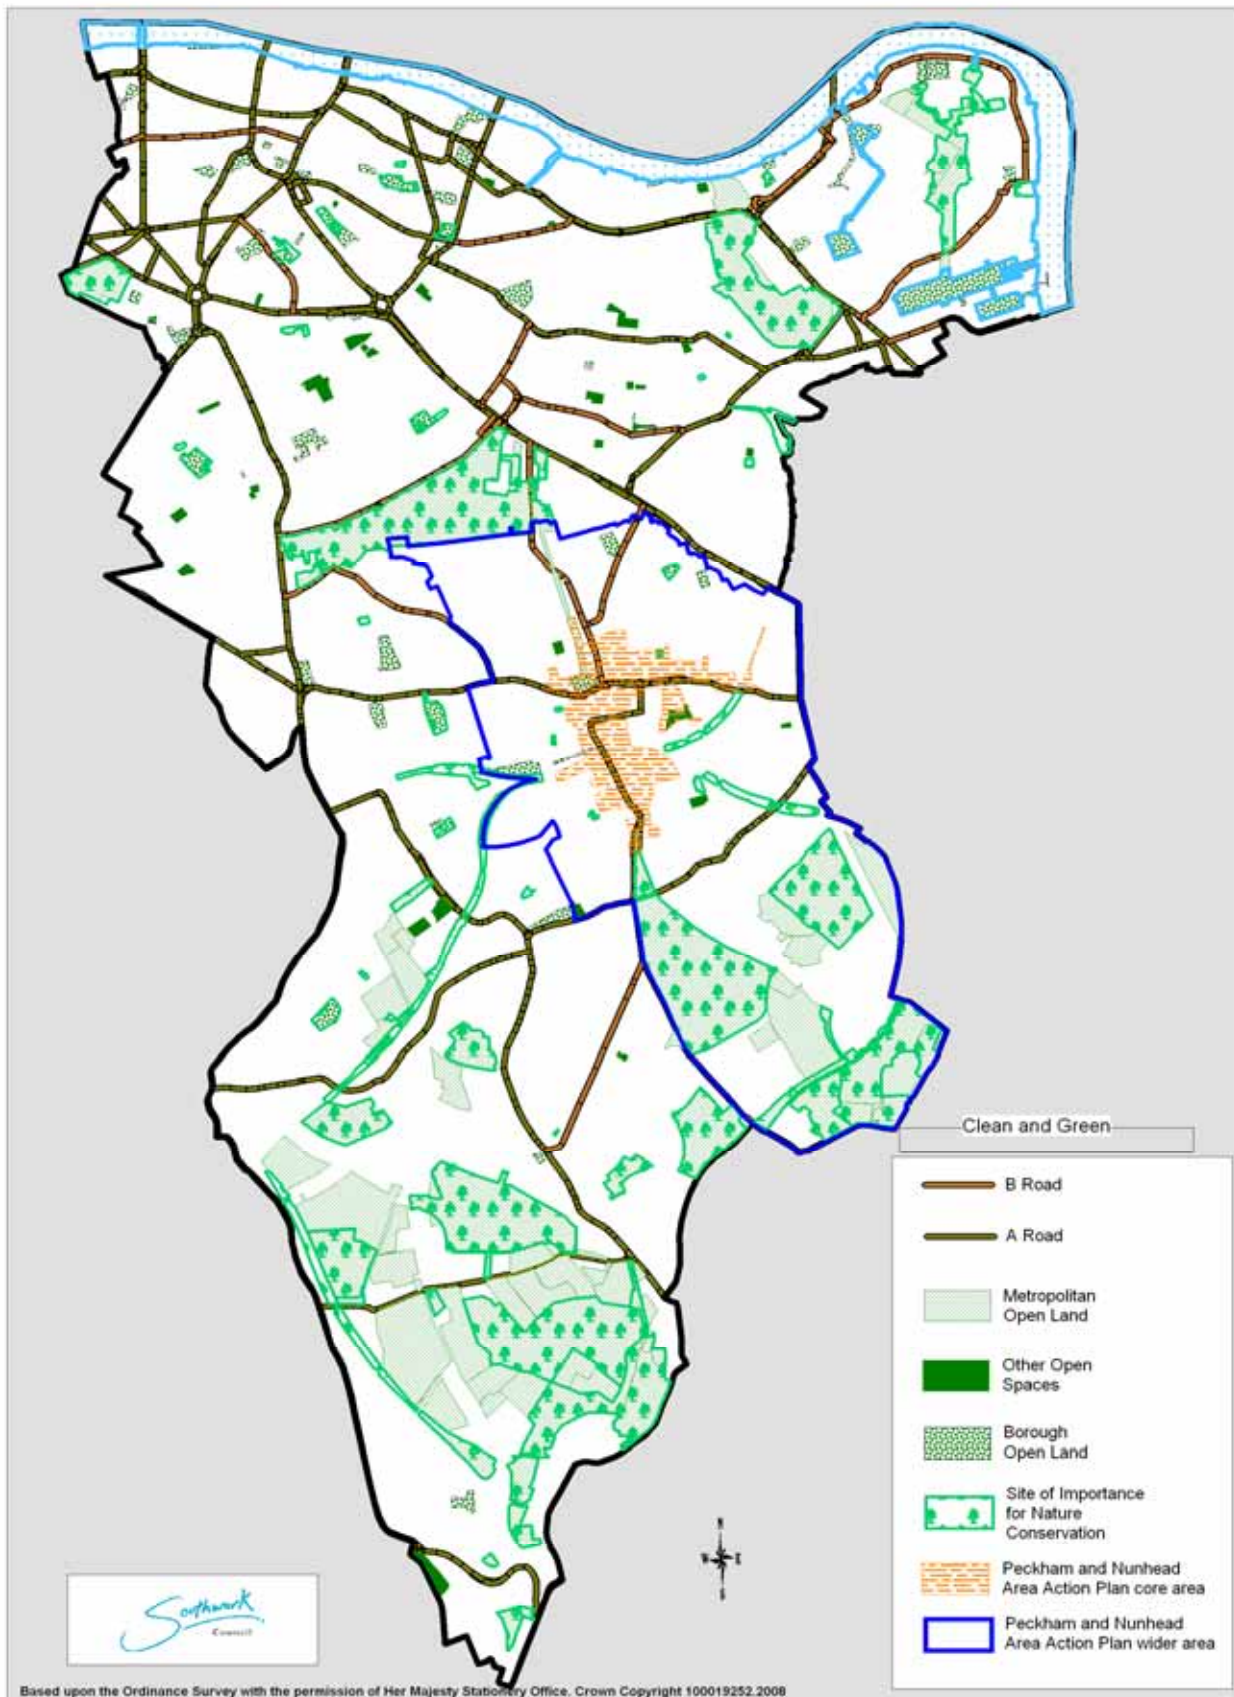 Clean and Green
B Road
A Road
Metropolitan
Open Land
Other Open
Spaces
Borough
Open Land
Site of Importance
for Nature
Conservation
Peckham and Nunhead
Area Action Plan core area
Peckham and Nunhead
Area Action Plan wider area
N
W E
S
Southwark
Council
Based upon the Ordinance Survey with the permission of Her Majesty Stationery Office. Crown Copyright 100019252.2008